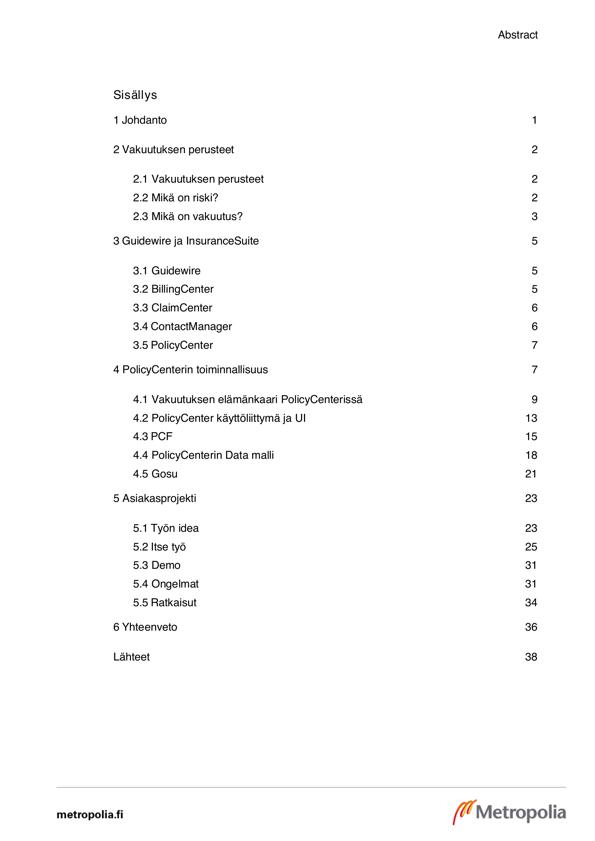 Abstract
Sisällys
1 Johdanto 1
2 Vakuutuksen perusteet 2
2.1 Vakuutuksen perusteet 2
2.2 Mikä on riski? 2
2.3 Mikä on vakuutus? 3
3 Guidewire ja InsuranceSuite 5
3.1 Guidewire 5
3.2 BillingCenter 5
3.3 ClaimCenter 6
3.4 ContactManager 6
3.5 PolicyCenter 7
4 PolicyCenterin toiminnallisuus 7
4.1 Vakuutuksen elämänkaari PolicyCenterissä 9
4.2 PolicyCenter käyttöliittymä ja UI 13
4.3 PCF 15
4.4 PolicyCenterin Data malli 18
4.5 Gosu 21
5 Asiakasprojekti 23
5.1 Työn idea 23
5.2 Itse työ 25
5.3 Demo 31
5.4 Ongelmat 31
5.5 Ratkaisut 34
6 Yhteenveto 36
Lähteet 38
metropolia.fi Metropolia